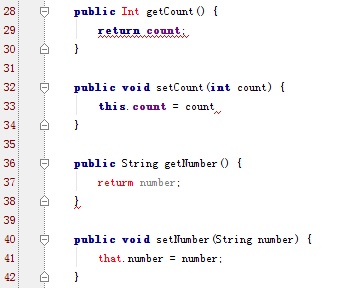 28 public Int getCount() {
29 return count;
30 }
31
32 public void setCount(int count) {
33 this.count = count
34 }
35
36 public String getNumber() {
37 returm number;
38 }
39
40 public void setNumber(String number) {
41 that.number = number;
42 }